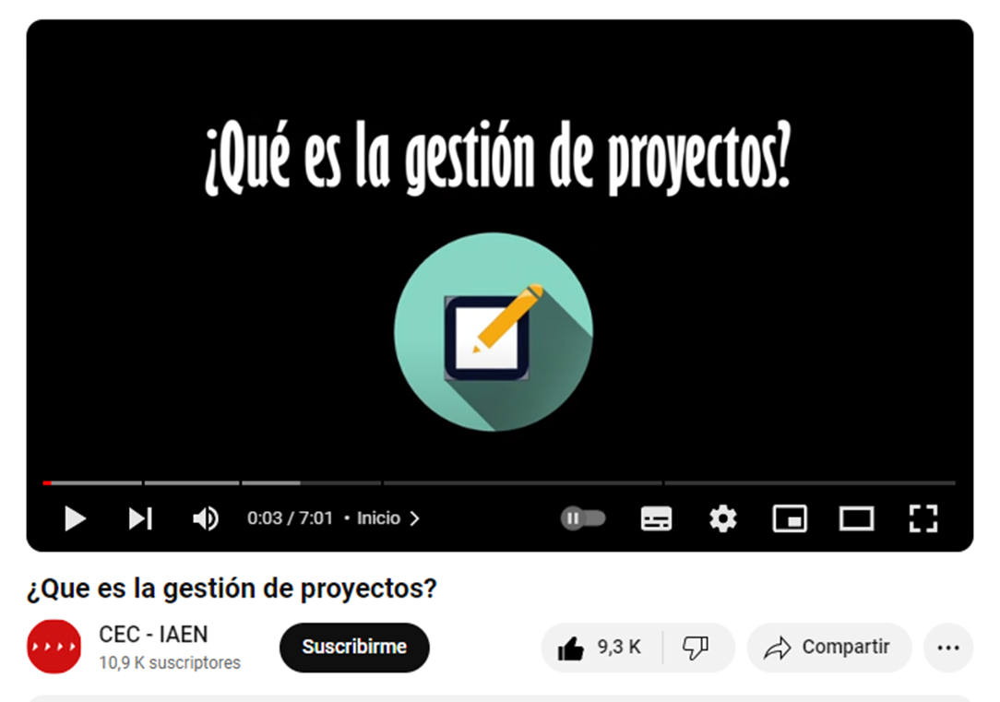 ¿Qué es la gestión de proyectos?
0:03 / 7:01 • Inicio
¿Que es la gestión de proyectos?
CEC - IAEN
10,9 K suscriptores
Suscribirme
9,3 K
Compartir